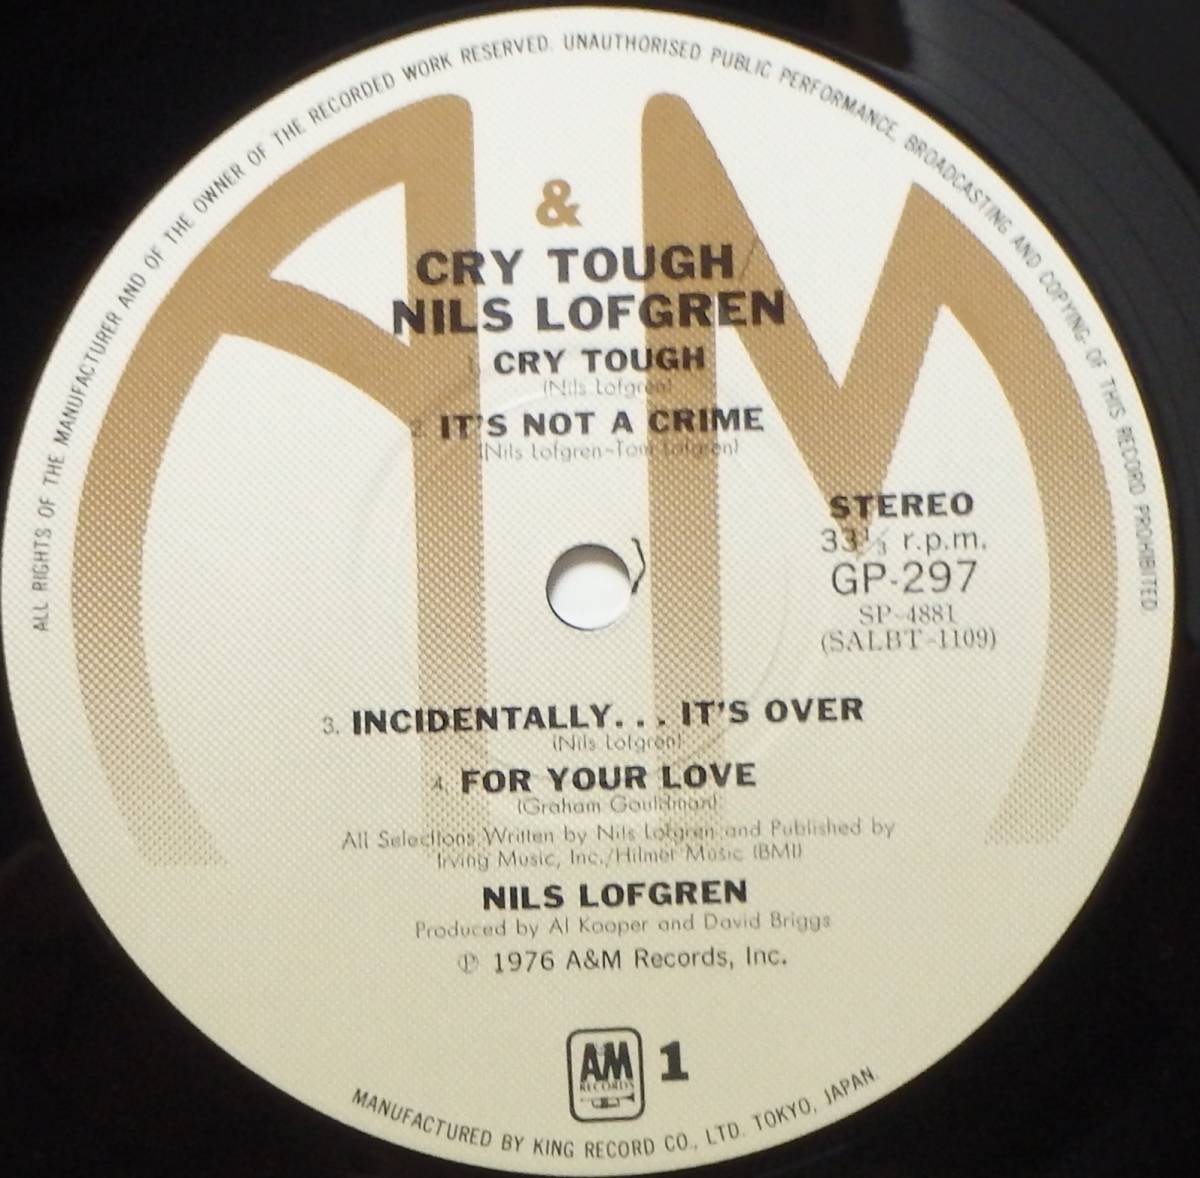 ALL RIGHTS OF THE MANUFACTURER AND OF THE OWNER OF THE RECORDED WORK RESERVED. UNAUTHORISED PUBLIC PERFORMANCE, BROADCASTING AND COPYING OF THIS RECORD PROHIBITED.
A & M
CRY TOUGH
NILS LOFGREN
1. CRY TOUGH
(Nils Lofgren)
2. IT'S NOT A CRIME
(Nils Lofgren-Tom Lofgren)
STEREO
33⅓ r.p.m.
GP-297
SP-4881
(SALBT-1109)
3. INCIDENTALLY... IT'S OVER
(Nils Lofgren)
4. FOR YOUR LOVE
(Graham Gouldman)
All Selections Written by Nils Lofgren and Published by
Irving Music, Inc./Hilmer Music (BMI)
NILS LOFGREN
Produced by Al Kooper and David Briggs
℗ 1976 A&M Records, Inc.
A&M 1
RECORDS
MANUFACTURED BY KING RECORD CO., LTD. TOKYO, JAPAN.